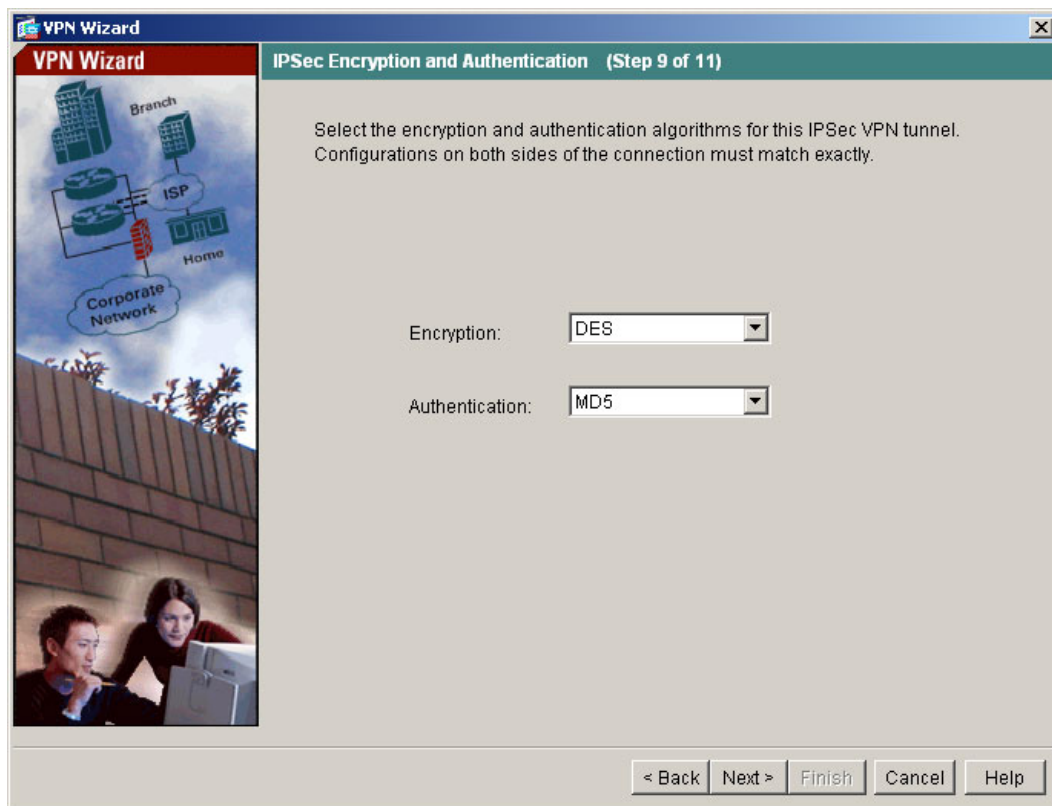 VPN Wizard
VPN Wizard
IPSec Encryption and Authentication (Step 9 of 11)
Branch
ISP
Home
Corporate
Network
Select the encryption and authentication algorithms for this IPSec VPN tunnel.
Configurations on both sides of the connection must match exactly.
Encryption: DES
Authentication: MD5
< Back Next > Finish Cancel Help